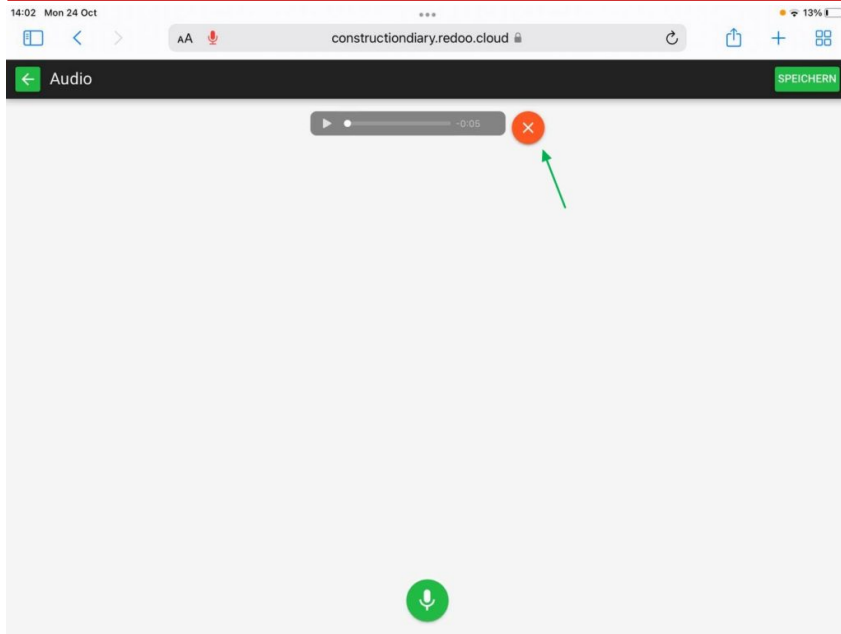 14:02 Mon 24 Oct
13%
AA
constructiondiary.redoo.cloud
Audio
SPEICHERN
-0:05